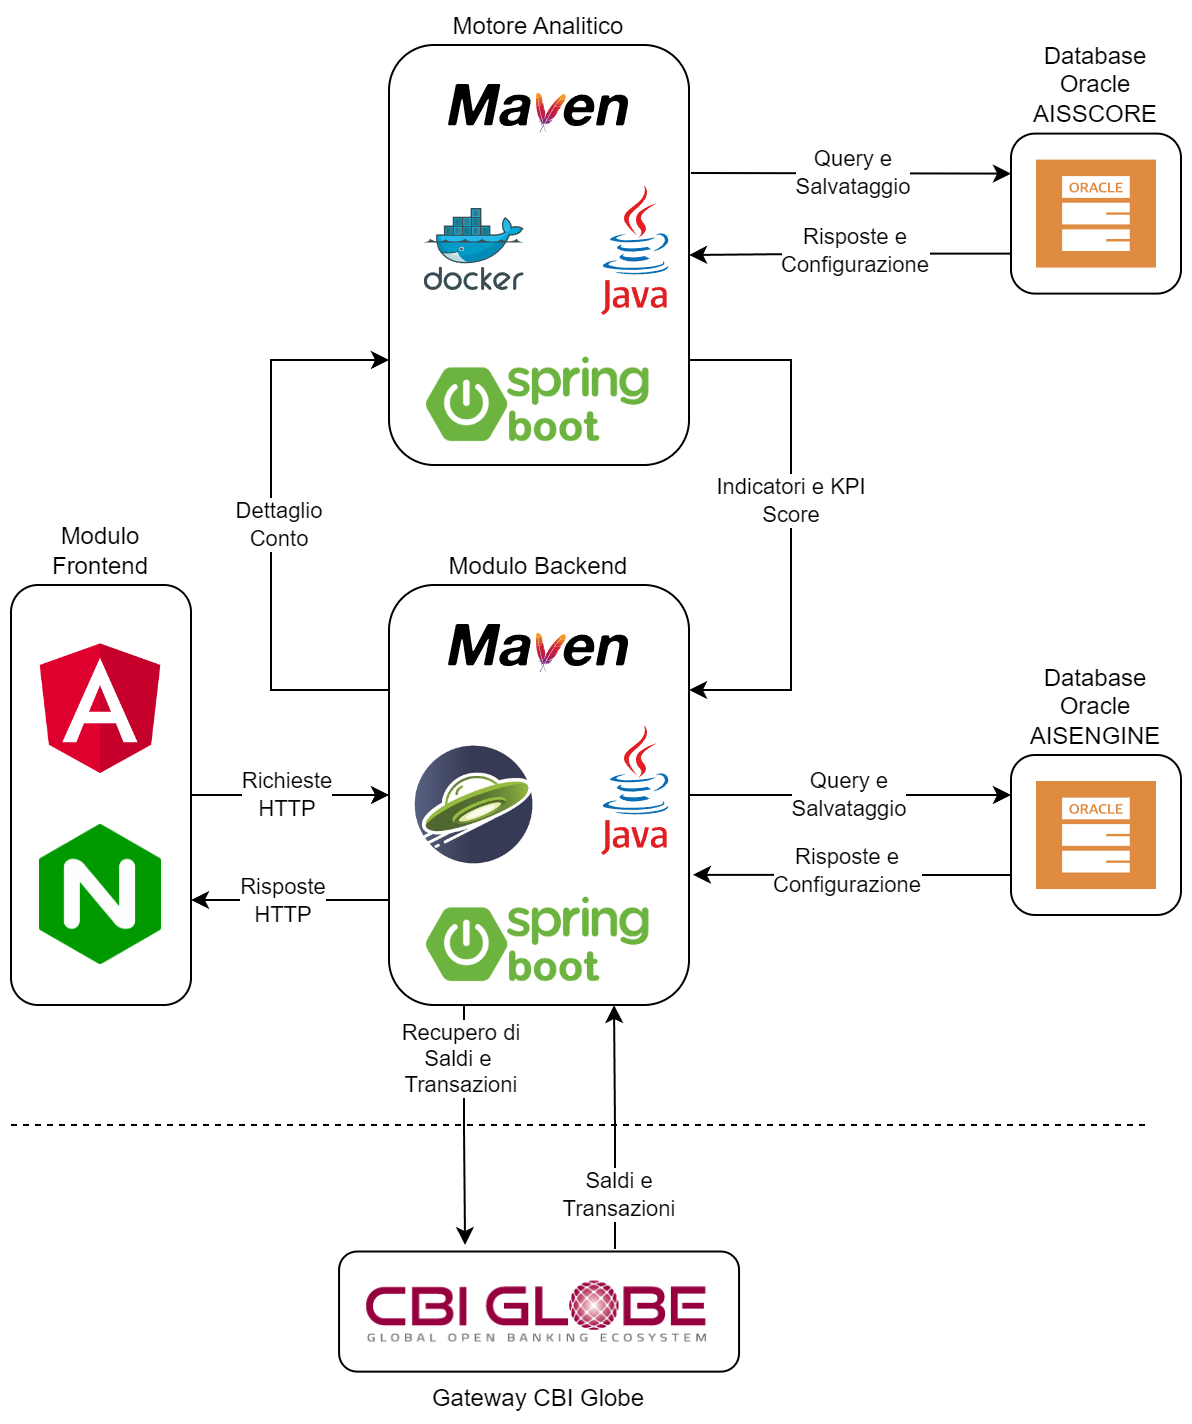 Motore Analitico
Maven
docker
Java
spring
boot
Database
Oracle
AISSCORE
ORACLE
Query e
Salvataggio
Risposte e
Configurazione
Dettaglio
Conto
Indicatori e KPI
Score
Modulo
Frontend
A
N
Richieste
HTTP
Risposte
HTTP
Modulo Backend
Maven
Java
spring
boot
Database
Oracle
AISENGINE
ORACLE
Query e
Salvataggio
Risposte e
Configurazione
Recupero di
Saldi e
Transazioni
Saldi e
Transazioni
CBI GLOBE
GLOBAL OPEN BANKING ECOSYSTEM
Gateway CBI Globe